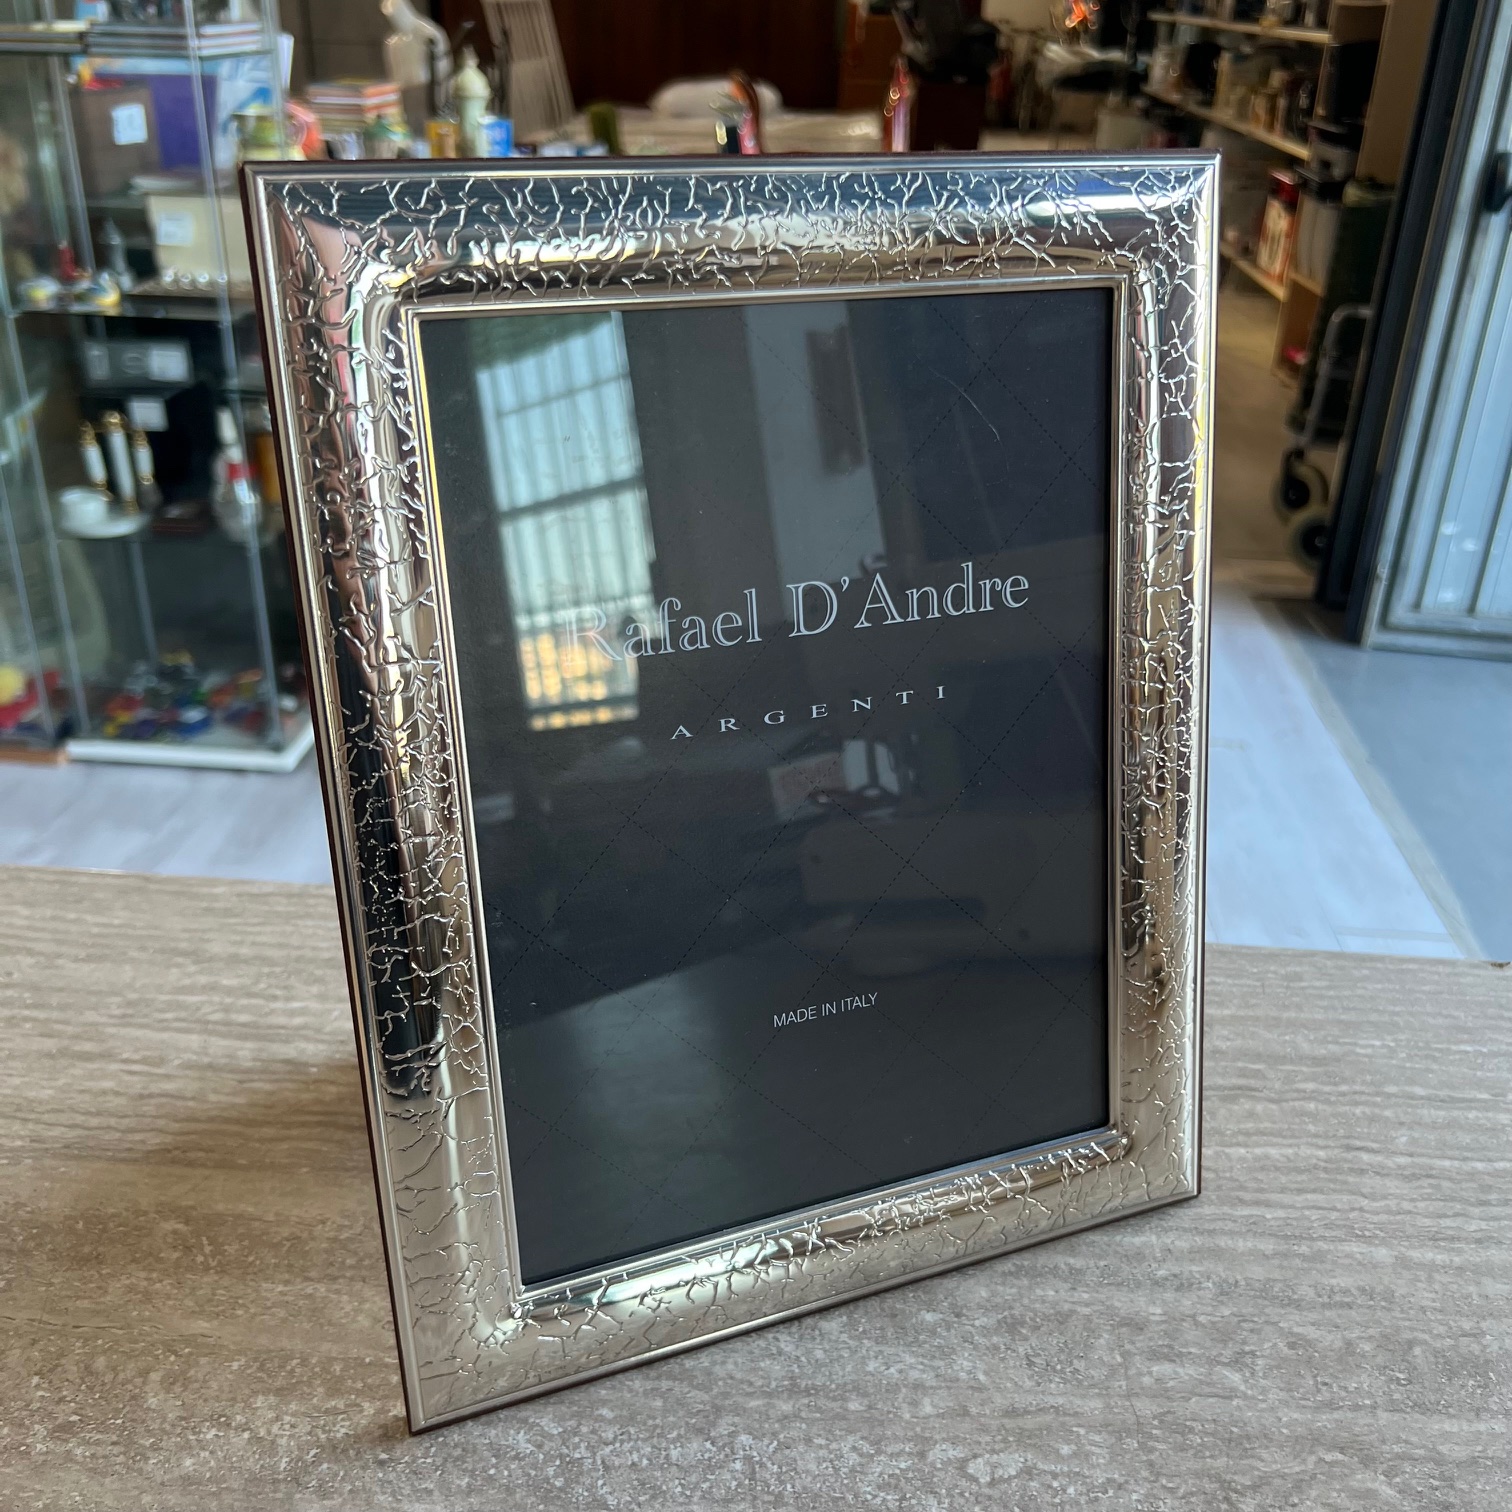 Rafael D'Andre
ARGENTI
MADE IN ITALY